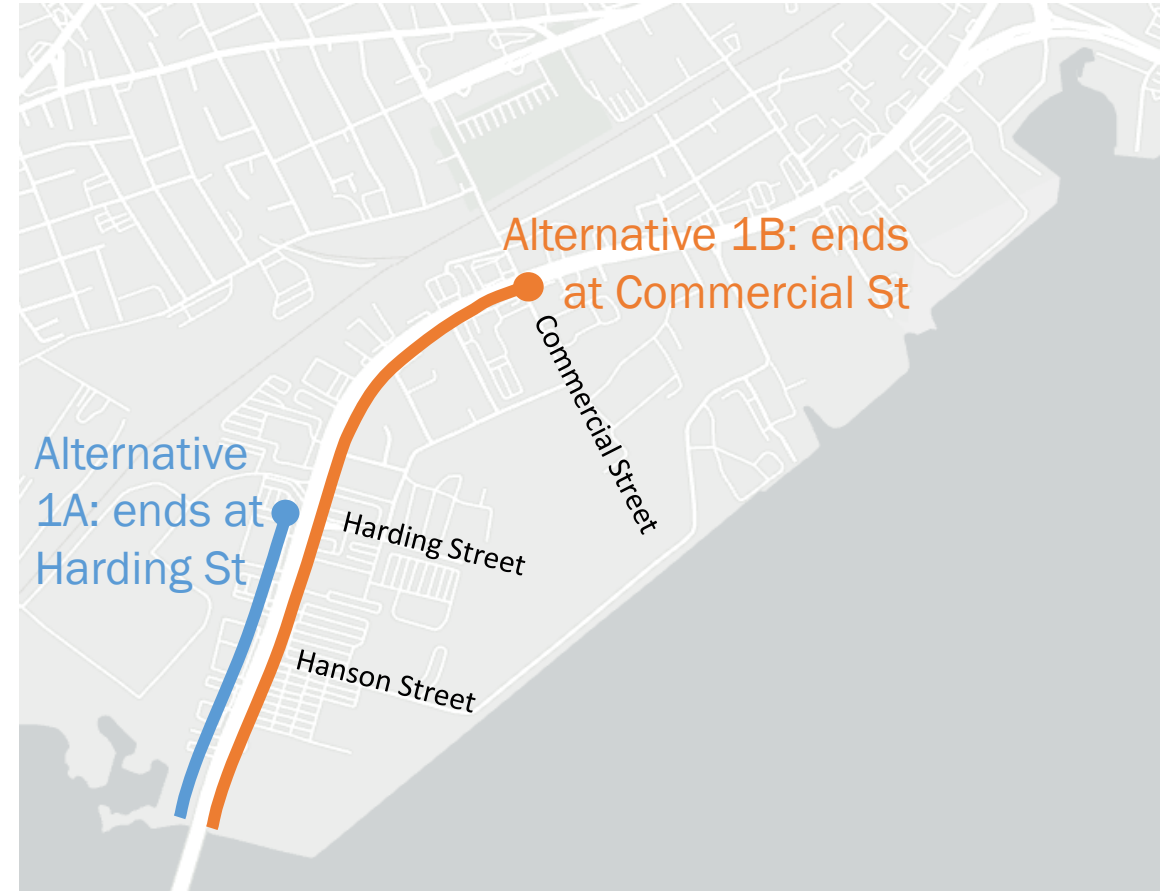 Alternative 1B: ends
at Commercial St
Commercial Street
Alternative
1A: ends at
Harding St
Harding Street
Hanson Street